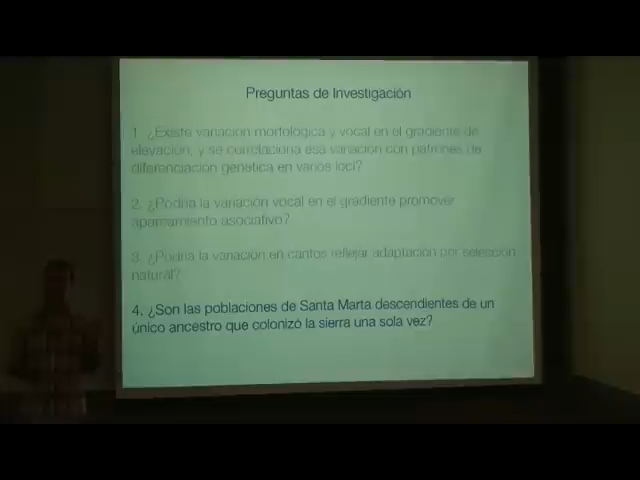 Preguntas de Investigación
1. ¿Existe variación morfológica y vocal en el gradiente de
elevación, y se correlaciona esa variación con patrones de
diferenciación genética en varios loci?
2. ¿Podría la variación vocal en el gradiente promover
apareamiento asociativo?
3. ¿Podría la variación en cantos reflejar adaptación por selección
natural?
4. ¿Son las poblaciones de Santa Marta descendientes de un
único ancestro que colonizó la sierra una sola vez?